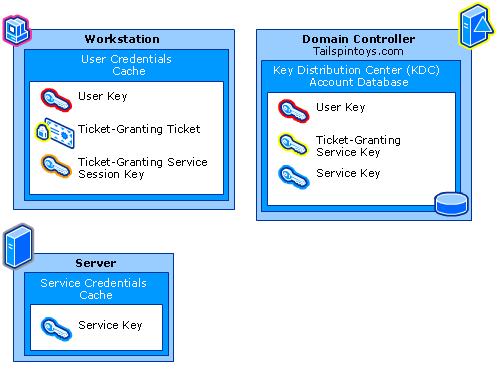 Workstation
User Credentials
Cache
User Key
Ticket-Granting Ticket
Ticket-Granting Service
Session Key
Domain Controller
Tailspintoys.com
Key Distribution Center (KDC)
Account Database
User Key
Ticket-Granting
Service Key
Service Key
Server
Service Credentials
Cache
Service Key